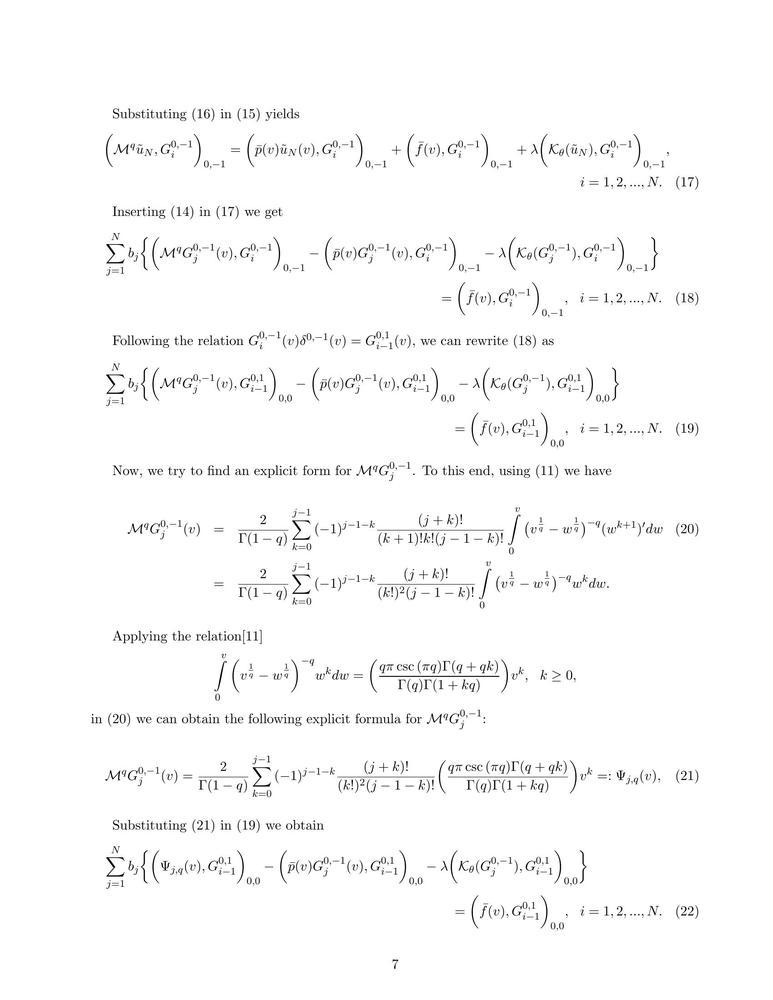 Substituting (16) in (15) yields
$\left(\mathcal{M}^q\tilde{u}_N, G_i^{0,-1}\right)_{0,-1} = \left(\bar{p}(v)\tilde{u}_N(v), G_i^{0,-1}\right)_{0,-1} + \left(\bar{f}(v), G_i^{0,-1}\right)_{0,-1} + \lambda\left(\mathcal{K}_\theta(\tilde{u}_N), G_i^{0,-1}\right)_{0,-1},$
$i = 1, 2, ..., N.$ (17)
Inserting (14) in (17) we get
$\sum_{j=1}^{N} b_j\left\{\left(\mathcal{M}^q G_j^{0,-1}(v), G_i^{0,-1}\right)_{0,-1} - \left(\bar{p}(v)G_j^{0,-1}(v), G_i^{0,-1}\right)_{0,-1} - \lambda\left(\mathcal{K}_\theta(G_j^{0,-1}), G_i^{0,-1}\right)_{0,-1}\right\}$
$= \left(\bar{f}(v), G_i^{0,-1}\right)_{0,-1}, \quad i = 1, 2, ..., N.$ (18)
Following the relation $G_i^{0,-1}(v)\delta^{0,-1}(v) = G_{i-1}^{0,1}(v)$, we can rewrite (18) as
$\sum_{j=1}^{N} b_j\left\{\left(\mathcal{M}^q G_j^{0,-1}(v), G_{i-1}^{0,1}\right)_{0,0} - \left(\bar{p}(v)G_j^{0,-1}(v), G_{i-1}^{0,1}\right)_{0,0} - \lambda\left(\mathcal{K}_\theta(G_j^{0,-1}), G_{i-1}^{0,1}\right)_{0,0}\right\}$
$= \left(\bar{f}(v), G_{i-1}^{0,1}\right)_{0,0}, \quad i = 1, 2, ..., N.$ (19)
Now, we try to find an explicit form for $\mathcal{M}^q G_j^{0,-1}$. To this end, using (11) we have
$\mathcal{M}^q G_j^{0,-1}(v) = \frac{2}{\Gamma(1-q)}\sum_{k=0}^{j-1}(-1)^{j-1-k}\frac{(j+k)!}{(k+1)!k!(j-1-k)!}\int_0^v \left(v^{\frac{1}{q}} - w^{\frac{1}{q}}\right)^{-q}(w^{k+1})'dw$ (20)
$= \frac{2}{\Gamma(1-q)}\sum_{k=0}^{j-1}(-1)^{j-1-k}\frac{(j+k)!}{(k!)^2(j-1-k)!}\int_0^v \left(v^{\frac{1}{q}} - w^{\frac{1}{q}}\right)^{-q}w^k dw.$
Applying the relation[11]
$\int_0^v \left(v^{\frac{1}{q}} - w^{\frac{1}{q}}\right)^{-q} w^k dw = \left(\frac{q\pi\csc(\pi q)\Gamma(q+qk)}{\Gamma(q)\Gamma(1+kq)}\right)v^k, \quad k \geq 0,$
in (20) we can obtain the following explicit formula for $\mathcal{M}^q G_j^{0,-1}$:
$\mathcal{M}^q G_j^{0,-1}(v) = \frac{2}{\Gamma(1-q)}\sum_{k=0}^{j-1}(-1)^{j-1-k}\frac{(j+k)!}{(k!)^2(j-1-k)!}\left(\frac{q\pi\csc(\pi q)\Gamma(q+qk)}{\Gamma(q)\Gamma(1+kq)}\right)v^k =: \Psi_{j,q}(v),$ (21)
Substituting (21) in (19) we obtain
$\sum_{j=1}^{N} b_j\left\{\left(\Psi_{j,q}(v), G_{i-1}^{0,1}\right)_{0,0} - \left(\bar{p}(v)G_j^{0,-1}(v), G_{i-1}^{0,1}\right)_{0,0} - \lambda\left(\mathcal{K}_\theta(G_j^{0,-1}), G_{i-1}^{0,1}\right)_{0,0}\right\}$
$= \left(\bar{f}(v), G_{i-1}^{0,1}\right)_{0,0}, \quad i = 1, 2, ..., N.$ (22)
7